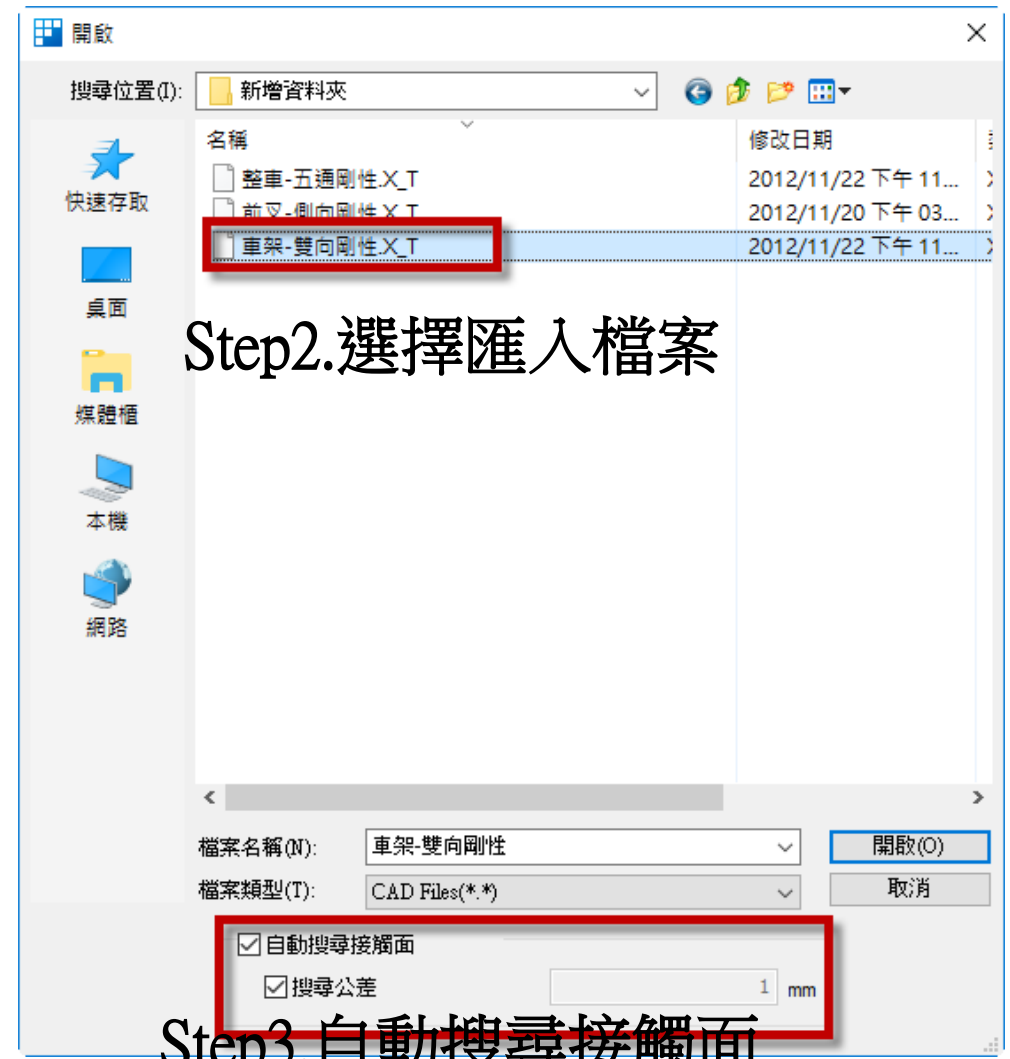 開啟
搜尋位置(I): 新增資料夾
名稱 修改日期
整車-五通剛性.X_T 2012/11/22 下午 11...
前叉-側向剛性.X_T 2012/11/20 下午 03...
車架-雙向剛性.X_T 2012/11/22 下午 11...
快速存取
桌面
Step2.選擇匯入檔案
媒體櫃
本機
網路
檔案名稱(N): 車架-雙向剛性 開啟(O)
檔案類型(T): CAD Files(*.*) 取消
自動搜尋接觸面
搜尋公差 1 mm
Step3.自動搜尋接觸面